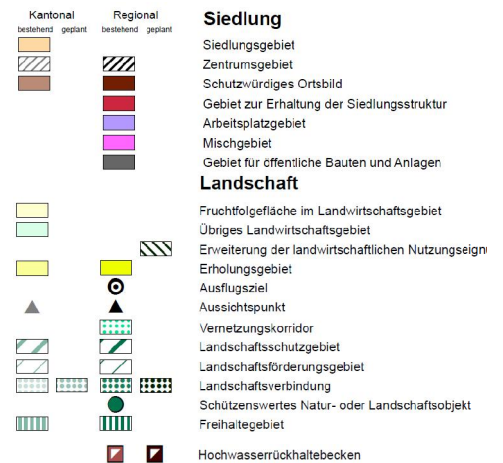 Kantonal Regional
bestehend geplant bestehend geplant
Siedlung
Siedlungsgebiet
Zentrumsgebiet
Schutzwürdiges Ortsbild
Gebiet zur Erhaltung der Siedlungsstruktur
Arbeitsplatzgebiet
Mischgebiet
Gebiet für öffentliche Bauten und Anlagen
Landschaft
Fruchtfolgefläche im Landwirtschaftsgebiet
Übriges Landwirtschaftsgebiet
Erweiterung der landwirtschaftlichen Nutzungseign
Erholungsgebiet
Ausflugsziel
Aussichtspunkt
Vernetzungskorridor
Landschaftsschutzgebiet
Landschaftsförderungsgebiet
Landschaftsverbindung
Schützenswertes Natur- oder Landschaftsobjekt
Freihaltegebiet
Hochwasserrückhaltebecken